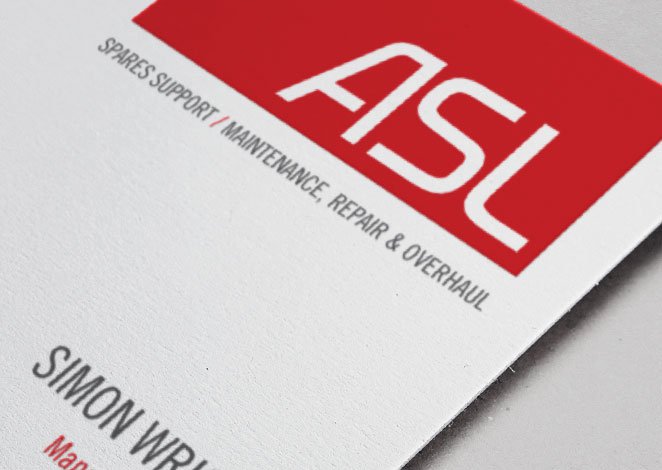 ASL
SPARES SUPPORT / MAINTENANCE, REPAIR & OVERHAUL
SIMON